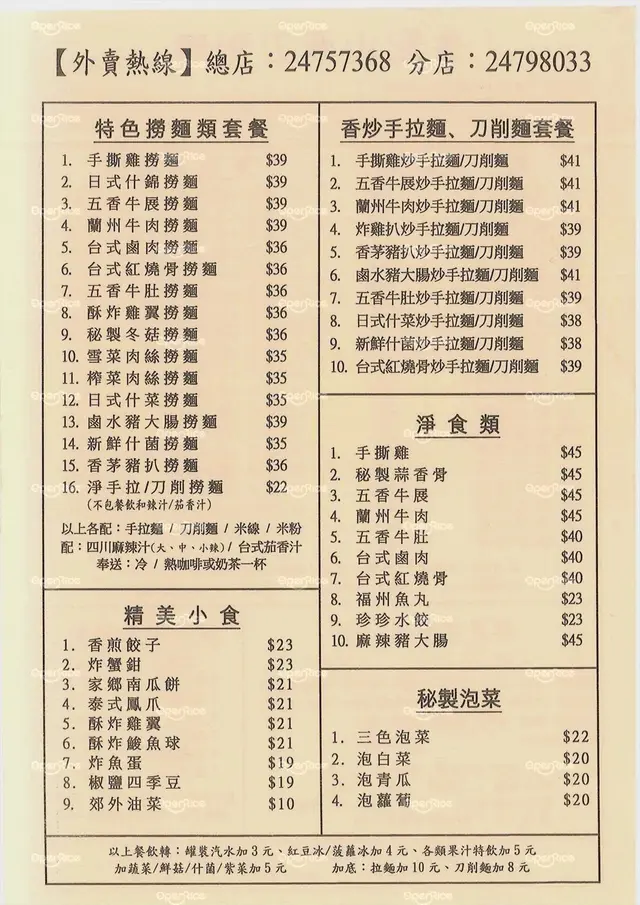 【外賣熱線】總店：24757368 分店：24798033
特色撈麵類套餐
1. 手撕雞撈麵 $39
2. 日式什錦撈麵 $39
3. 五香牛展撈麵 $39
4. 蘭州牛肉撈麵 $39
5. 台式鹵肉撈麵 $36
6. 台式紅燒骨撈麵 $36
7. 五香牛肚撈麵 $36
8. 酥炸雞翼撈麵 $36
9. 秘製冬菇撈麵 $36
10. 雪菜肉絲撈麵 $35
11. 榨菜肉絲撈麵 $35
12. 日式什菜撈麵 $35
13. 鹵水豬大腸撈麵 $39
14. 新鮮什菌撈麵 $35
15. 香茅豬扒撈麵 $36
16. 淨手拉/刀削撈麵 $22
(不包餐飲和辣汁/茄香汁)
以上各配：手拉麵 / 刀削麵 / 米線 / 米粉
配：四川麻辣汁(大、中、小辣) / 台式茄香汁
奉送：冷 / 熱咖啡或奶茶一杯
精美小食
1. 香煎餃子 $23
2. 炸蟹鉗 $23
3. 家鄉南瓜餅 $21
4. 泰式鳳爪 $21
5. 酥炸雞翼 $21
6. 酥炸鯪魚球 $21
7. 炸魚蛋 $19
8. 椒鹽四季豆 $19
9. 郊外油菜 $10
香炒手拉麵、刀削麵套餐
1. 手撕雞炒手拉麵/刀削麵 $41
2. 五香牛展炒手拉麵/刀削麵 $41
3. 蘭州牛肉炒手拉麵/刀削麵 $41
4. 炸雞扒炒手拉麵/刀削麵 $39
5. 香茅豬扒炒手拉麵/刀削麵 $39
6. 鹵水豬大腸炒手拉麵/刀削麵 $41
7. 五香牛肚炒手拉麵/刀削麵 $39
8. 日式什菜炒手拉麵/刀削麵 $38
9. 新鮮什菌炒手拉麵/刀削麵 $38
10. 台式紅燒骨炒手拉麵/刀削麵 $39
淨食類
1. 手撕雞 $45
2. 秘製蒜香骨 $45
3. 五香牛展 $45
4. 蘭州牛肉 $45
5. 五香牛肚 $40
6. 台式鹵肉 $40
7. 台式紅燒骨 $40
8. 福州魚丸 $23
9. 珍珍水餃 $23
10. 麻辣豬大腸 $45
秘製泡菜
1. 三色泡菜 $22
2. 泡白菜 $20
3. 泡青瓜 $20
4. 泡蘿蔔 $20
以上餐飲轉：罐裝汽水加3元、紅豆冰/菠蘿冰加4元、各類果汁特飲加5元
加蔬菜/鮮菇/什菌/紫菜加5元 加底：拉麵加10元、刀削麵加8元